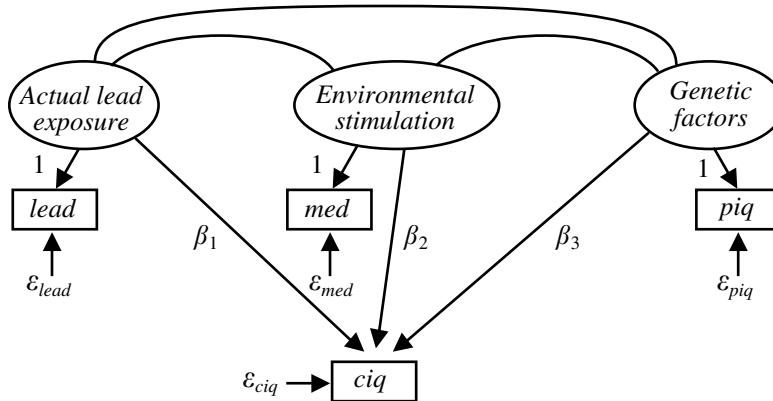 Actual lead
exposure
Environmental
stimulation
Genetic
factors
1
1
1
lead
med
piq
β1
β2
β3
εlead
εmed
εpiq
εciq
ciq